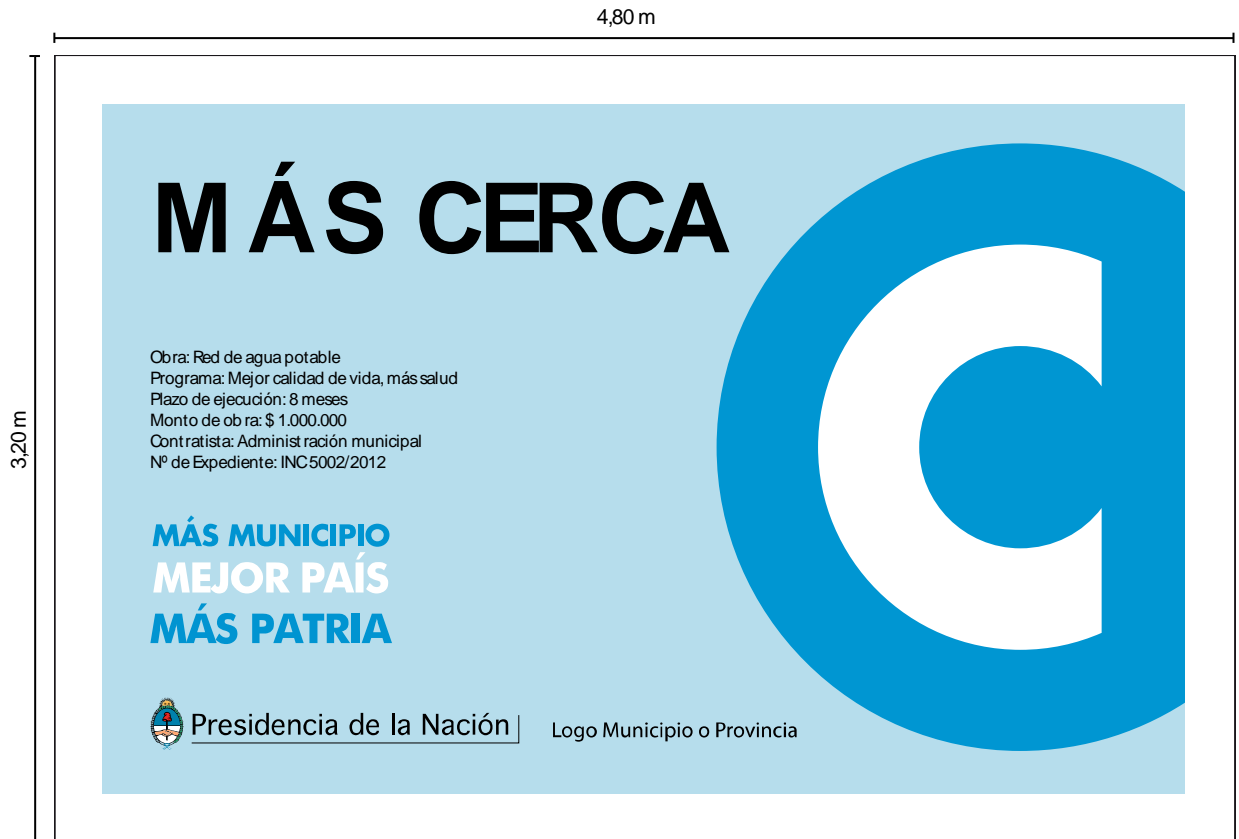 4,80 m
3,20 m
MÁS CERCA
Obra: Red de agua potable
Programa: Mejor calidad de vida, más salud
Plazo de ejecución: 8 meses
Monto de obra: $ 1.000.000
Contratista: Administración municipal
Nº de Expediente: INC5002/2012
MÁS MUNICIPIO
MEJOR PAÍS
MÁS PATRIA
Presidencia de la Nación
Logo Municipio o Provincia